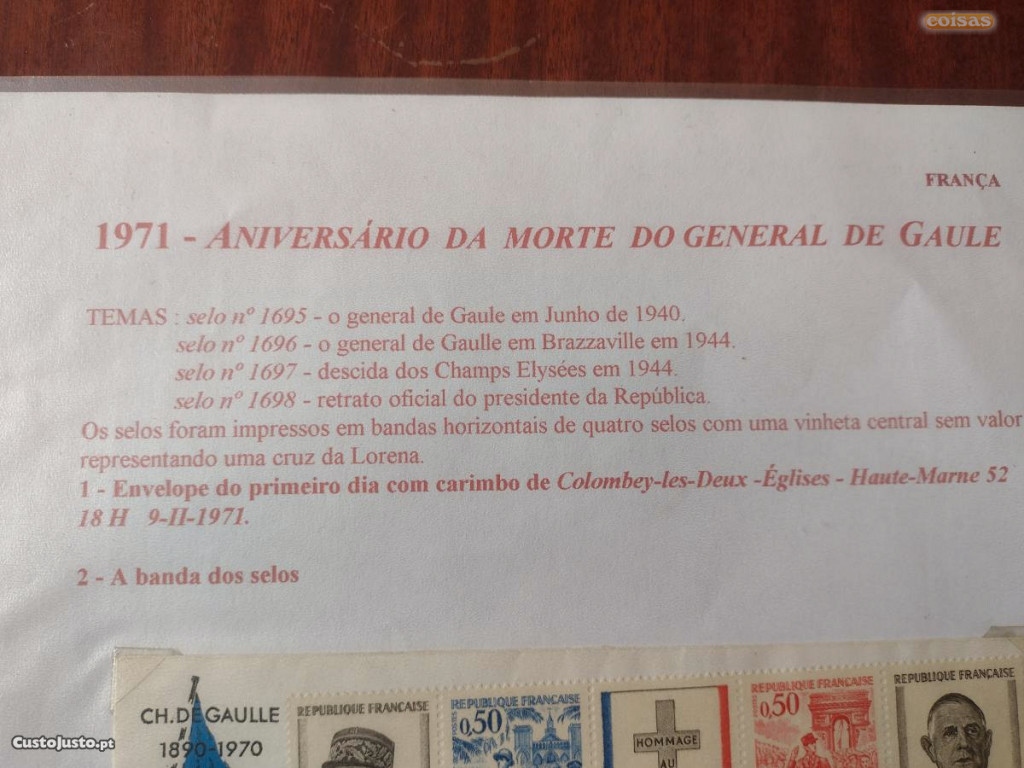 coisas
FRANÇA
1971 - ANIVERSÁRIO DA MORTE DO GENERAL DE GAULE
TEMAS : selo nº 1695 - o general de Gaule em Junho de 1940.
selo nº 1696 - o general de Gaulle em Brazzaville em 1944.
selo nº 1697 - descida dos Champs Elysées em 1944.
selo nº 1698 - retrato oficial do presidente da República.
Os selos foram impressos em bandas horizontais de quatro selos com uma vinheta central sem valor
representando uma cruz da Lorena.
1 - Envelope do primeiro dia com carimbo de Colombey-les-Deux -Églises - Haute-Marne 52
18 H 9-II-1971.
2 - A banda dos selos
CH. DE GAULLE
1890-1970
REPUBLIQUE FRANÇAISE
REPUBLIQUE FRANÇAISE
0,50
HOMMAGE
AU
REPUBLIQUE FRANÇAISE
0,50
REPUBLIQUE FRANÇAISE
CustoJusto.pt